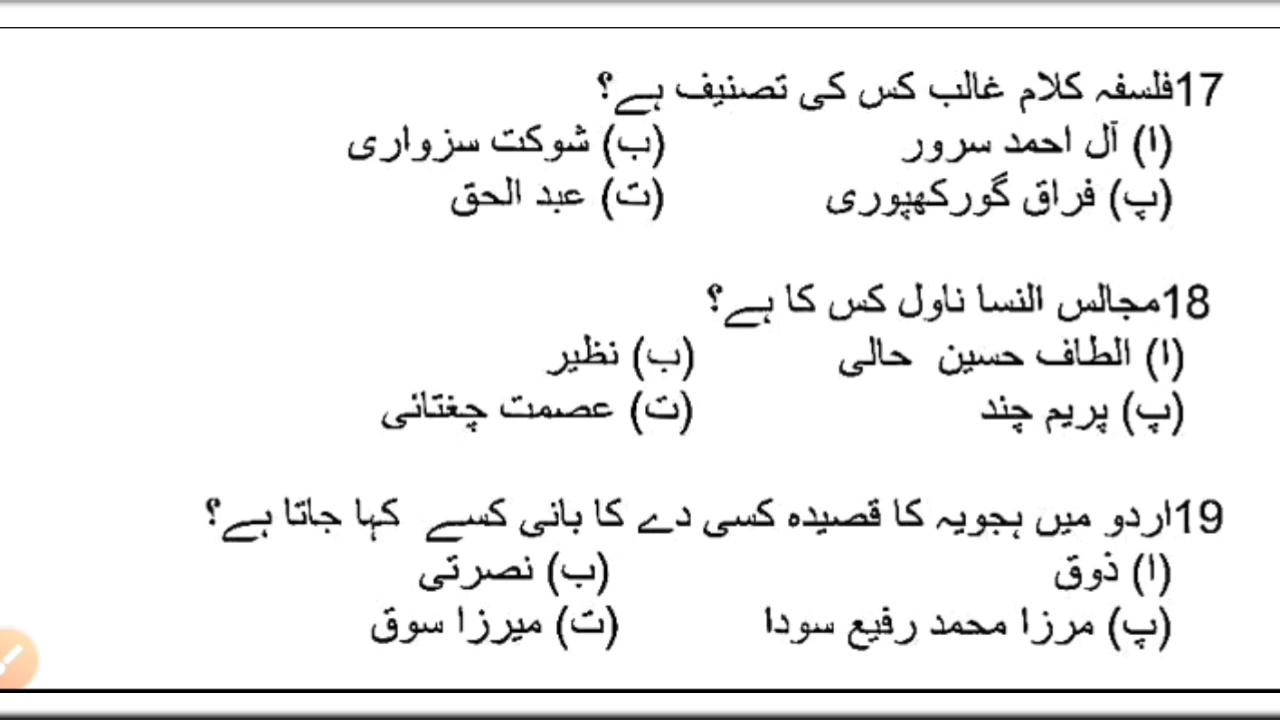 17فلسفہ کلام غالب کس کی تصنیف ہے؟
(ا) آل احمد سرور (ب) شوکت سزواری
(پ) فراق گورکھپوری (ت) عبد الحق
18مجالس النسا ناول کس کا ہے؟
(ا) الطاف حسین حالی (ب) نظیر
(پ) پریم چند (ت) عصمت چغتائی
19اردو میں ہجویہ کا قصیدہ کسی دے کا بانی کسے کہا جاتا ہے؟
(ا) ذوق (ب) نصرتی
(پ) مرزا محمد رفیع سودا (ت) میرزا سوق